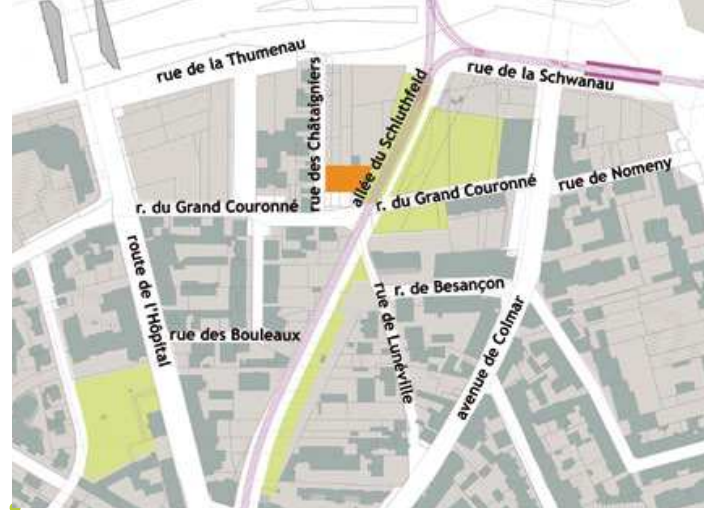 rue de la Thumenau
rue des Châtaigniers
allée du Schluthfeld
rue de la Schwanau
r. du Grand Couronné
r. du Grand Couronné
rue de Nomeny
route de l'Hôpital
rue des Bouleaux
r. de Besançon
rue de Lunéville
avenue de Colmar